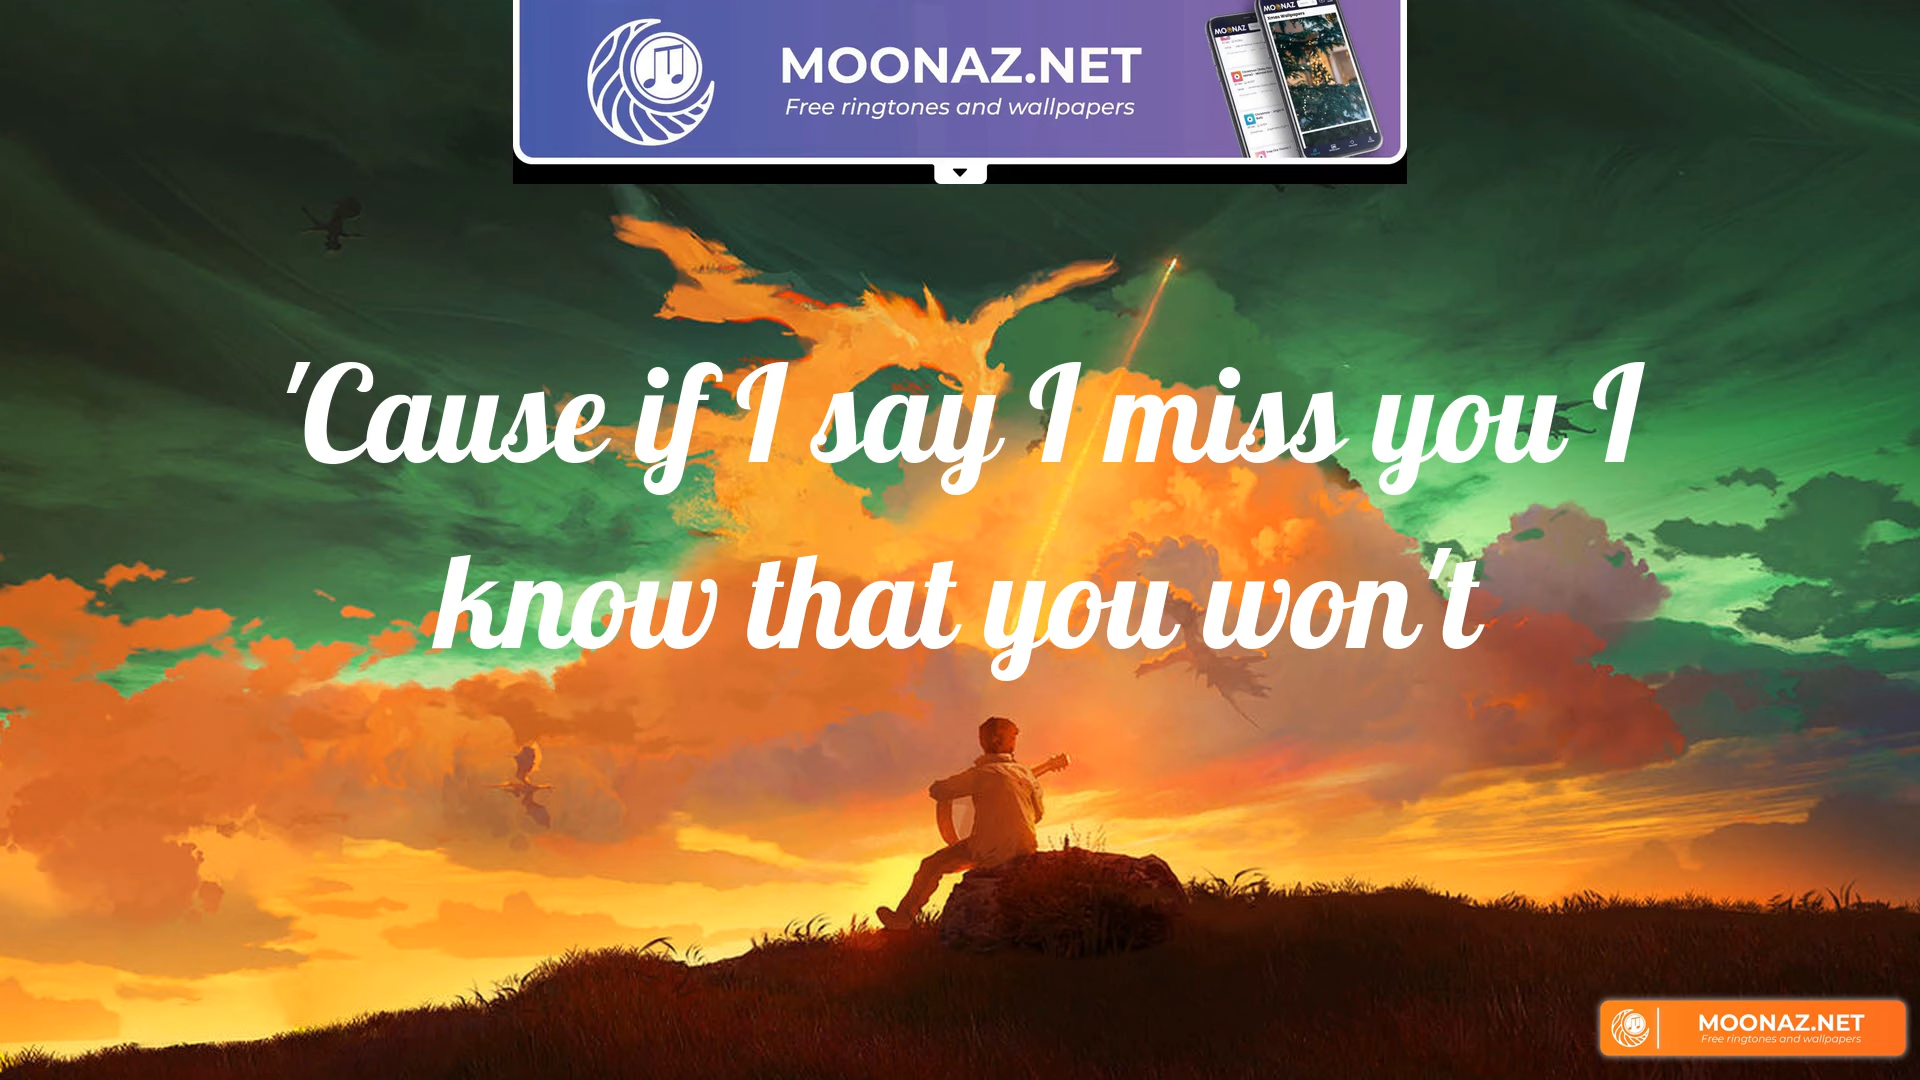 MOONAZ.NET
Free ringtones and wallpapers
'Cause if I say I miss you I
know that you won't
MOONAZ.NET
Free ringtones and wallpapers